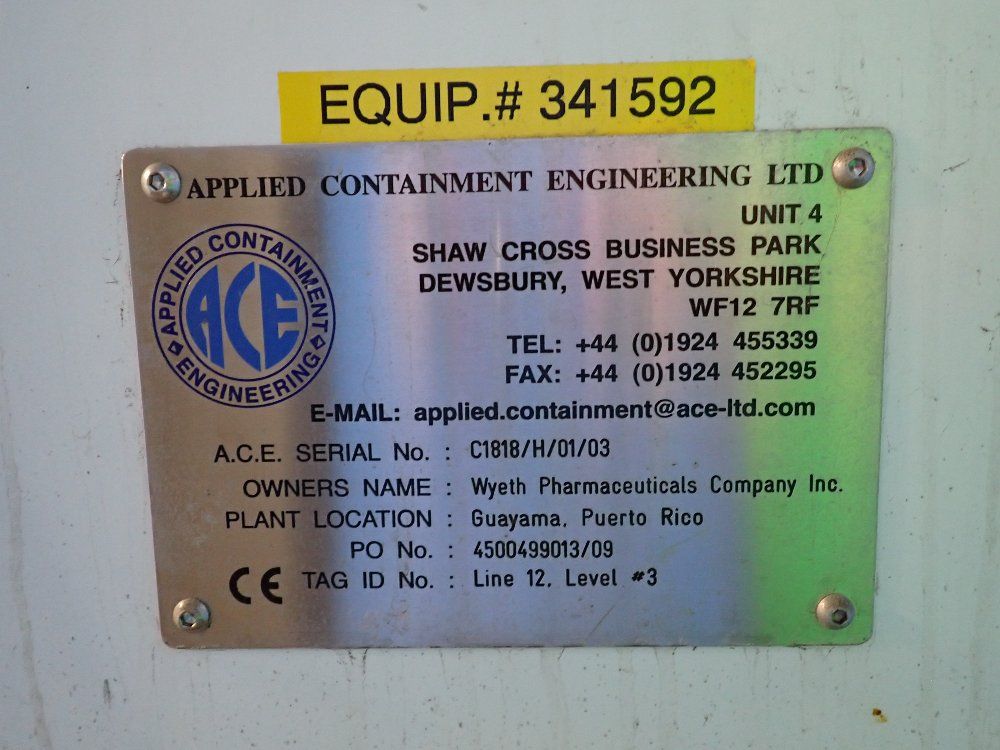 EQUIP.# 341592
APPLIED CONTAINMENT ENGINEERING LTD
UNIT 4
SHAW CROSS BUSINESS PARK
DEWSBURY, WEST YORKSHIRE
WF12 7RF
TEL: +44 (0)1924 455339
FAX: +44 (0)1924 452295
E-MAIL: applied.containment@ace-ltd.com
APPLIED CONTAINMENT
ACE
ENGINEERING
A.C.E. SERIAL No. : C1818/H/01/03
OWNERS NAME : Wyeth Pharmaceuticals Company Inc.
PLANT LOCATION : Guayama, Puerto Rico
PO No. : 4500499013/09
CE TAG ID No. : Line 12, Level #3